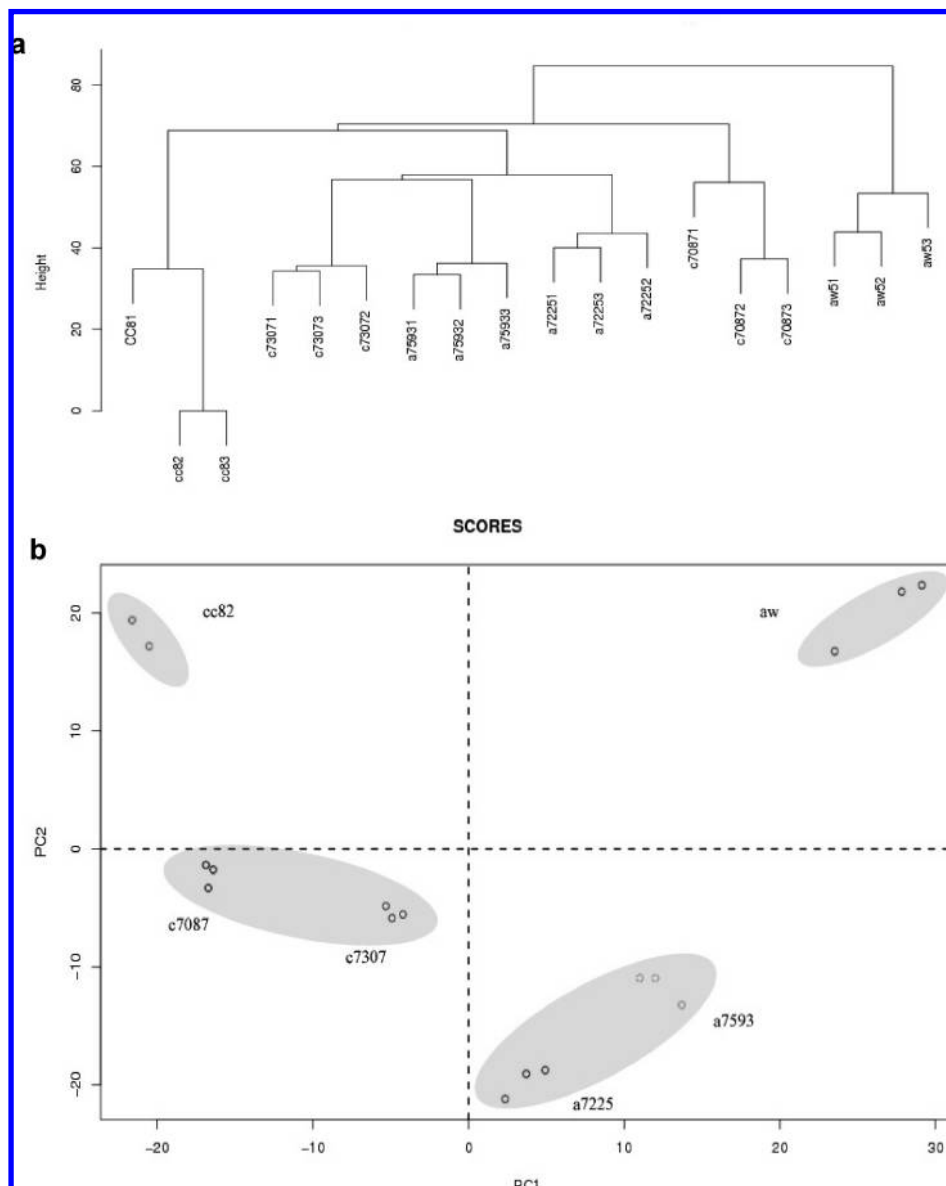 a
80
60
40
20
0
Height
CC81
cc82
cc83
c73071
c73073
c73072
a75931
a75932
a75933
a72251
a72253
a72252
c70871
c70872
c70873
aw51
aw52
aw53
SCORES
b
cc82
aw
c7087
c7307
a7593
a7225
20
10
0
−10
−20
PC2
−20
−10
0
10
20
30
PC1